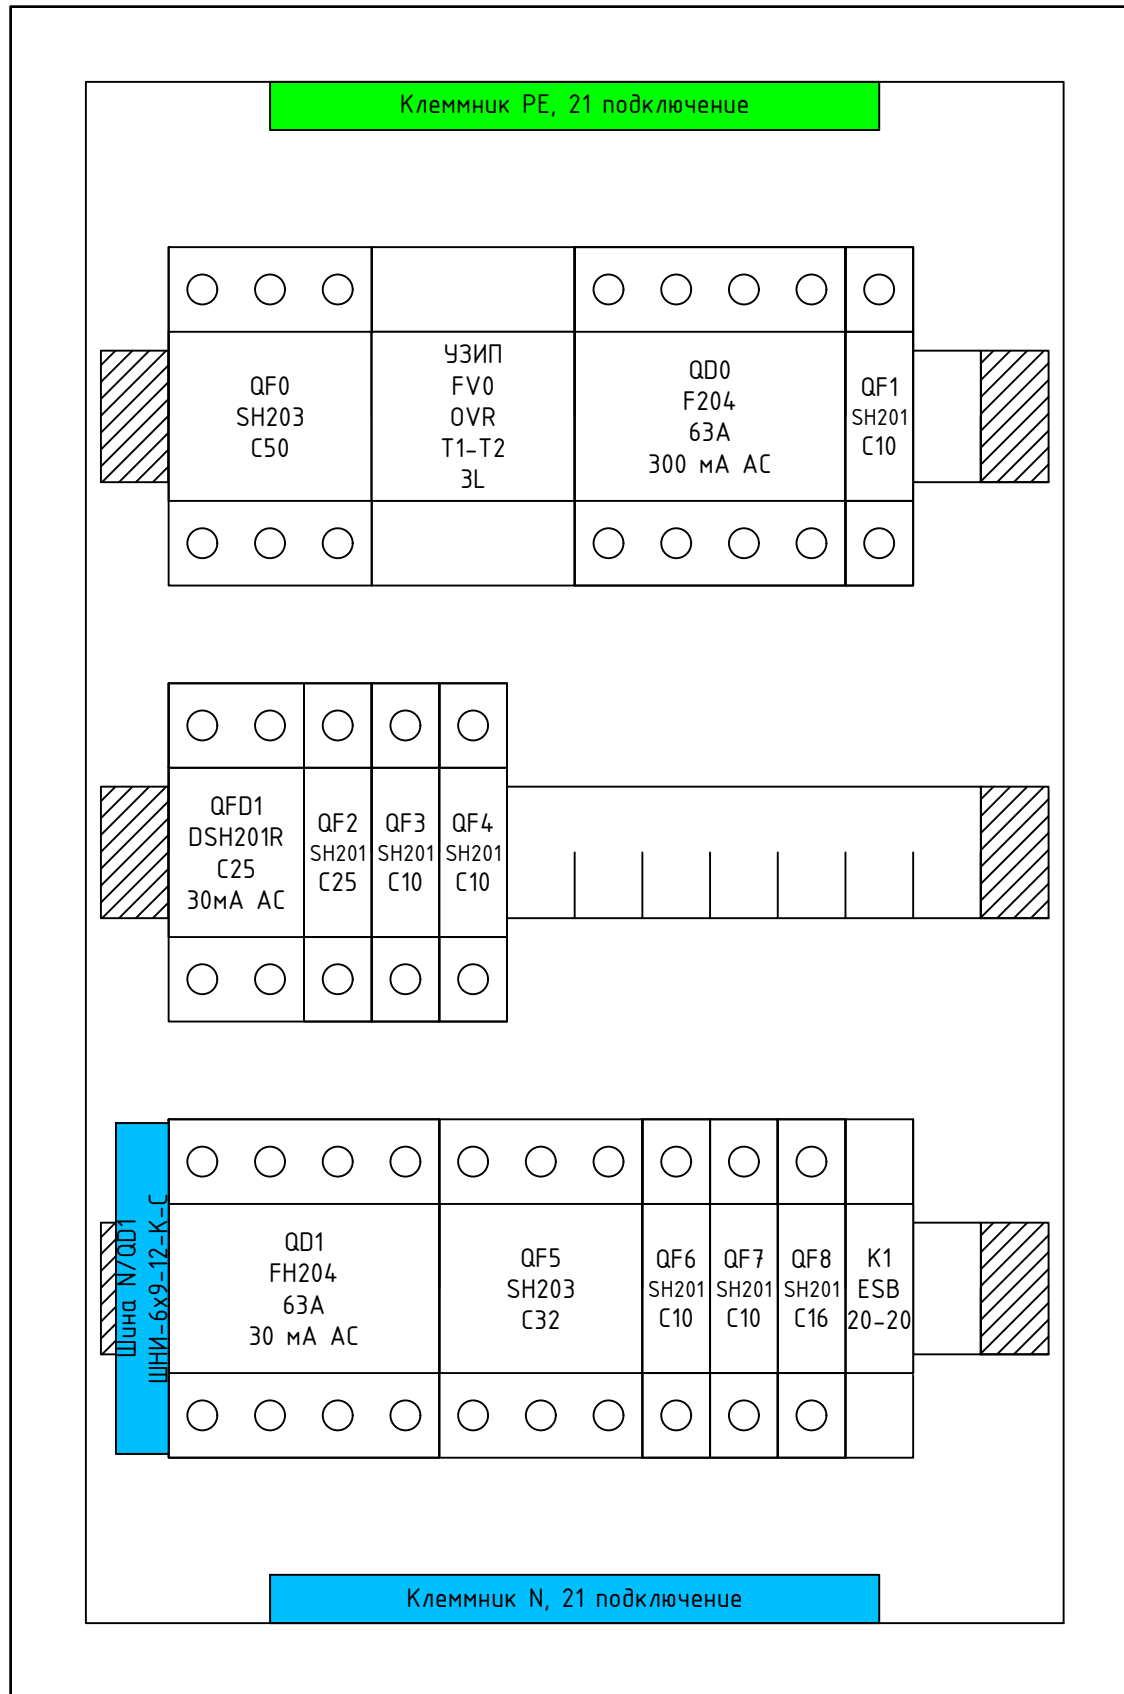 Клеммник PE, 21 подключение
QF0
SH203
C50
УЗИП
FV0
OVR
T1-T2
3L
QD0
F204
63A
300 мА AC
QF1
SH201
C10
QFD1
DSH201R
C25
30мА AC
QF2
SH201
C25
QF3
SH201
C10
QF4
SH201
C10
Шина N/QD1
ШНИ-6х9-12-К-С
QD1
FH204
63A
30 мА AC
QF5
SH203
C32
QF6
SH201
C10
QF7
SH201
C10
QF8
SH201
C16
K1
ESB
20-20
Клеммник N, 21 подключение